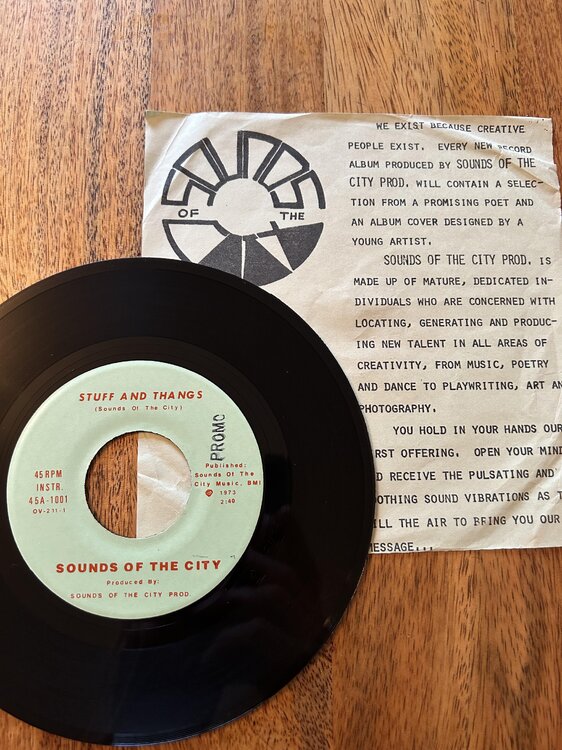 SOUNDS
OF THE
WE EXIST BECAUSE CREATIVE
PEOPLE EXIST. EVERY NEW RECORD
ALBUM PRODUCED BY SOUNDS OF THE
CITY PROD. WILL CONTAIN A SELEC-
TION FROM A PROMISING POET AND
AN ALBUM COVER DESIGNED BY A
YOUNG ARTIST.
SOUNDS OF THE CITY PROD. IS
MADE UP OF MATURE, DEDICATED IN-
DIVIDUALS WHO ARE CONCERNED WITH
LOCATING, GENERATING AND PRODUC-
ING NEW TALENT IN ALL AREAS OF
CREATIVITY, FROM MUSIC, POETRY
AND DANCE TO PLAYWRITING, ART AN
PHOTOGRAPHY.
YOU HOLD IN YOUR HANDS OUR
RST OFFERING. OPEN YOUR MIND
D RECEIVE THE PULSATING AND
OTHING SOUND VIBRATIONS AS T
ILL THE AIR TO BRING YOU OUR
MESSAGE...
STUFF AND THANGS
(Sounds Of The City)
PROMO
45 RPM
INSTR.
45A-1001
OV-211-1
Published:
Sounds Of The
City Music, BMI
℗ 1973
2:40
SOUNDS OF THE CITY
Produced By:
SOUNDS OF THE CITY PROD